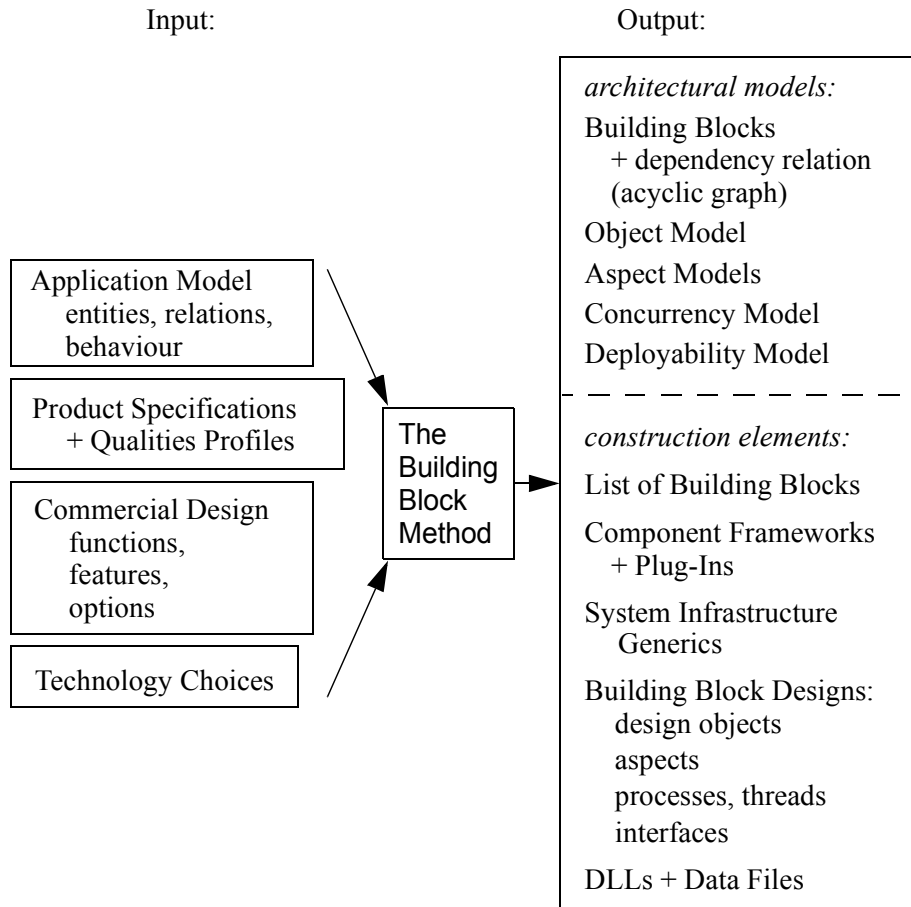 Input:
Output:
Application Model
entities, relations,
behaviour
Product Specifications
+ Qualities Profiles
Commercial Design
functions,
features,
options
Technology Choices
The
Building
Block
Method
architectural models:
Building Blocks
+ dependency relation
(acyclic graph)
Object Model
Aspect Models
Concurrency Model
Deployability Model
construction elements:
List of Building Blocks
Component Frameworks
+ Plug-Ins
System Infrastructure
Generics
Building Block Designs:
design objects
aspects
processes, threads
interfaces
DLLs + Data Files